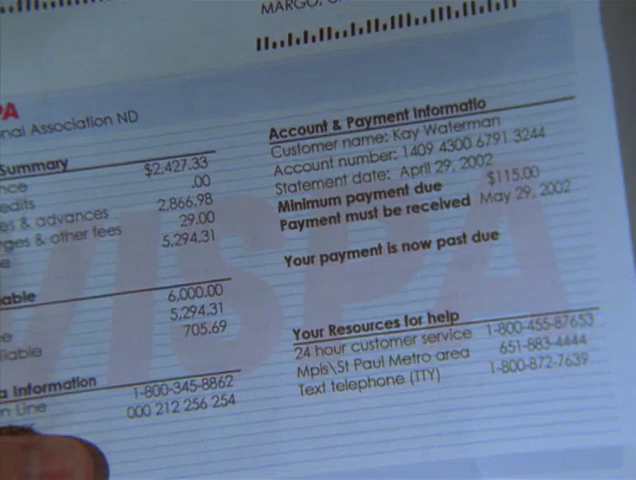 MARGO,
PA
nal Association ND
Summary
nce $2,427.33
edits .00
es & advances 2,866.98
rges & other fees 29.00
e 5,294.31
able 6,000.00
e 5,294.31
ilable 705.69
a Information
n Line 1-800-345-8862
000 212 256 254
Account & Payment Informatio
Customer name: Kay Waterman
Account number: 1409 4300 6791 3244
Statement date: April 29, 2002
Minimum payment due $115.00
Payment must be received May 29, 2002
Your payment is now past due
Your Resources for help
24 hour customer service 1-800-455-87653
Mpls\St Paul Metro area 651-883-4444
Text telephone (TTY) 1-800-872-7639
VISPA